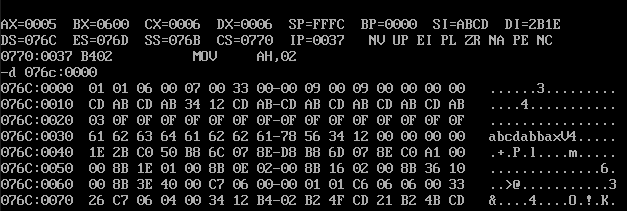 AX=0005  BX=0600  CX=0006  DX=0006  SP=FFFC  BP=0000  SI=ABCD  DI=2B1E
DS=076C  ES=076D  SS=076B  CS=0770  IP=0037   NV UP EI PL ZR NA PE NC
0770:0037 B402          MOV     AH,02
-d 076c:0000
076C:0000  01 01 06 00 07 00 33 00-00 09 00 09 00 00 00 00   ......3.........
076C:0010  CD AB CD AB 34 12 CD AB-CD AB CD AB CD AB CD AB   ....4...........
076C:0020  03 0F 0F 0F 0F 0F 0F 0F-0F 0F 0F 0F 0F 0F 0F 0F   ................
076C:0030  61 62 63 64 61 62 62 61-78 56 34 12 00 00 00 00   abcdabbaxV4.....
076C:0040  1E 2B C0 50 B8 6C 07 8E-D8 B8 6D 07 8E C0 A1 00   .+.P.l....m.....
076C:0050  00 8B 1E 01 00 8B 0E 02-00 8B 16 02 00 8B 36 10   ..............6.
076C:0060  00 8B 3E 40 00 C7 06 00-00 01 01 C6 06 06 00 33   ..>@...........3
076C:0070  26 C7 06 04 00 34 12 B4-02 B2 4F CD 21 B2 4B CD   &....4....O.!.K.